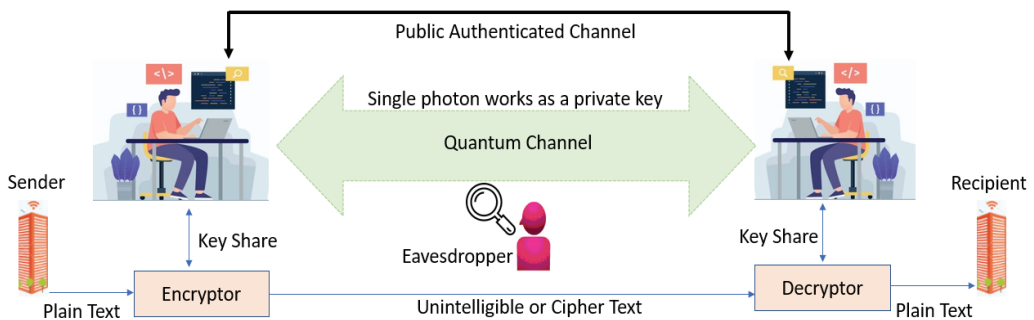 Public Authenticated Channel
</>
{}
Single photon works as a private key
</>
{}
Quantum Channel
Sender
Recipient
Key Share
Key Share
Eavesdropper
Encryptor
Decryptor
Plain Text
Unintelligible or Cipher Text
Plain Text